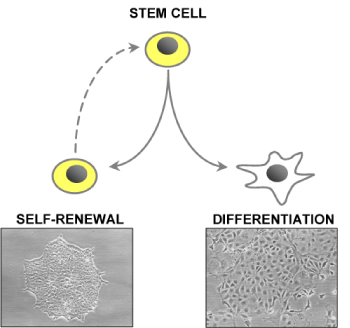 STEM CELL
SELF-RENEWAL
DIFFERENTIATION